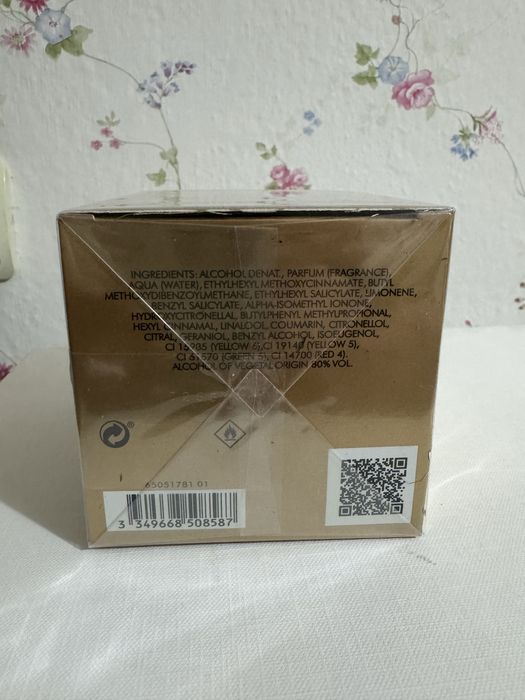 INGREDIENTS: ALCOHOL DENAT., PARFUM (FRAGRANCE),
AQUA (WATER), ETHYLHEXYL METHOXYCINNAMATE, BUTYL
METHOXYDIBENZOYLMETHANE, ETHYLHEXYL SALICYLATE, LIMONENE,
BENZYL SALICYLATE, ALPHA-ISOMETHYL IONONE,
HYDROXYCITRONELLAL, BUTYLPHENYL METHYLPROPIONAL,
HEXYL CINNAMAL, LINALOOL, COUMARIN, CITRONELLOL,
CITRAL, GERANIOL, BENZYL ALCOHOL, ISOEUGENOL,
CI 15985 (YELLOW 6), CI 19140 (YELLOW 5),
CI 61570 (GREEN 5), CI 14700 (RED 4).
ALCOHOL OF VEGETAL ORIGIN 80% VOL.
65051781 01
3 349668 508587